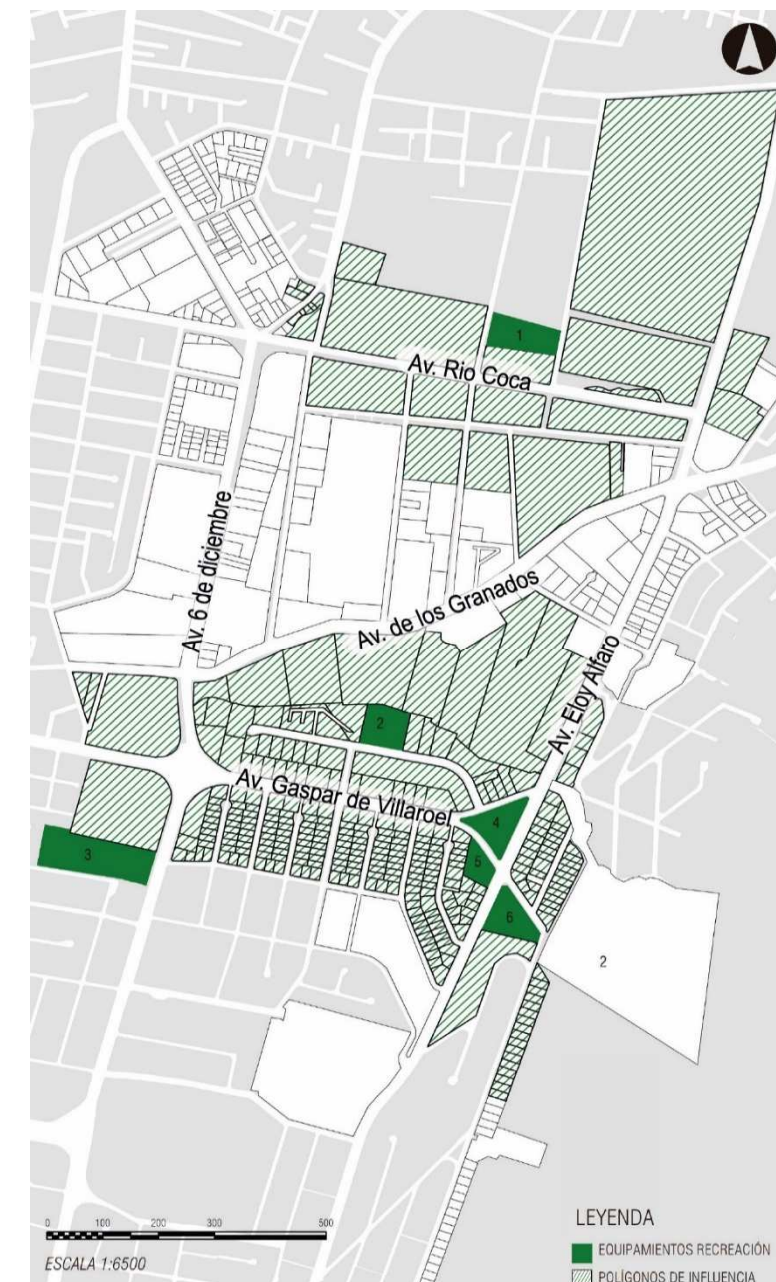 1
Av. Rio Coca
Av. 6 de diciembre
Av. de los Granados
Av. Eloy Alfaro
2
Av. Gaspar de Villaroel
4
3
5
6
2
0 100 200 300 500
ESCALA 1:6500
LEYENDA
EQUIPAMIENTOS RECREACIÓN
POLÍGONOS DE INFLUENCIA